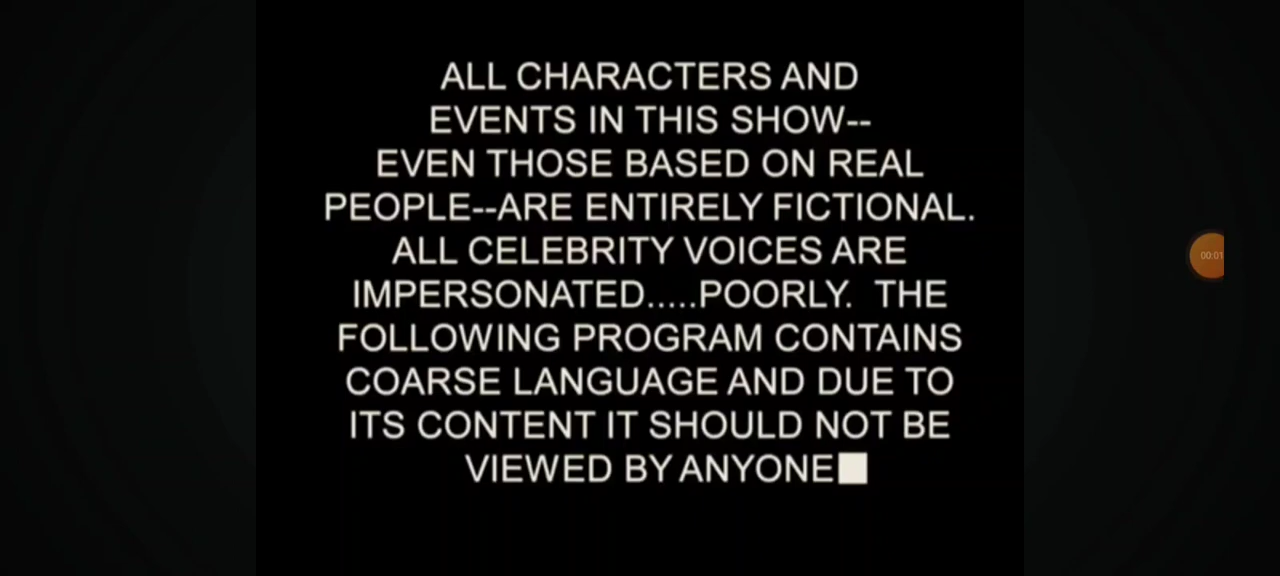 ALL CHARACTERS AND
EVENTS IN THIS SHOW--
EVEN THOSE BASED ON REAL
PEOPLE--ARE ENTIRELY FICTIONAL.
ALL CELEBRITY VOICES ARE
IMPERSONATED.....POORLY.  THE
FOLLOWING PROGRAM CONTAINS
COARSE LANGUAGE AND DUE TO
ITS CONTENT IT SHOULD NOT BE
VIEWED BY ANYONE
00:01